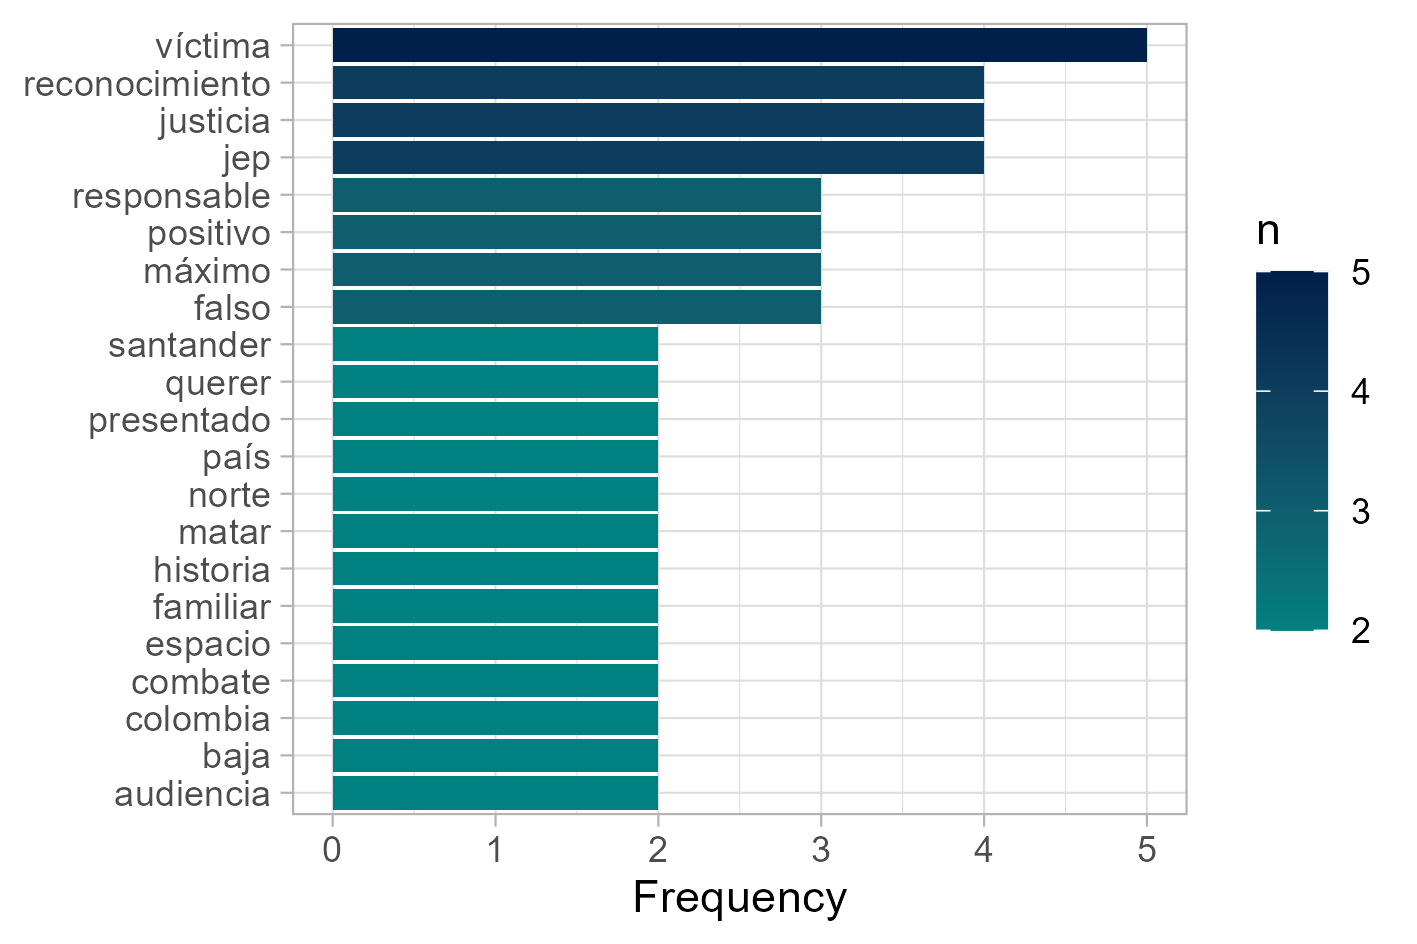 víctima
reconocimiento
justicia
jep
responsable
positivo
máximo
falso
santander
querer
presentado
país
norte
matar
historia
familiar
espacio
combate
colombia
baja
audiencia
0 1 2 3 4 5
Frequency
n
5
4
3
2